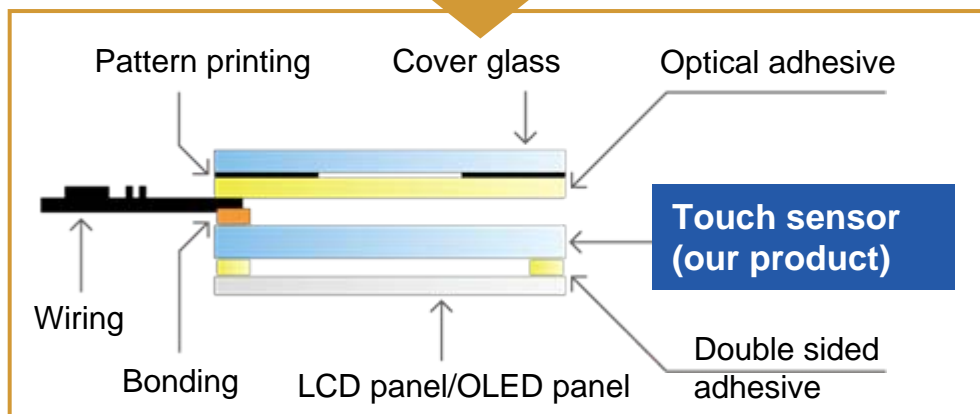 Pattern printing
Cover glass
Optical adhesive
Touch sensor
(our product)
Wiring
Bonding
LCD panel/OLED panel
Double sided
adhesive